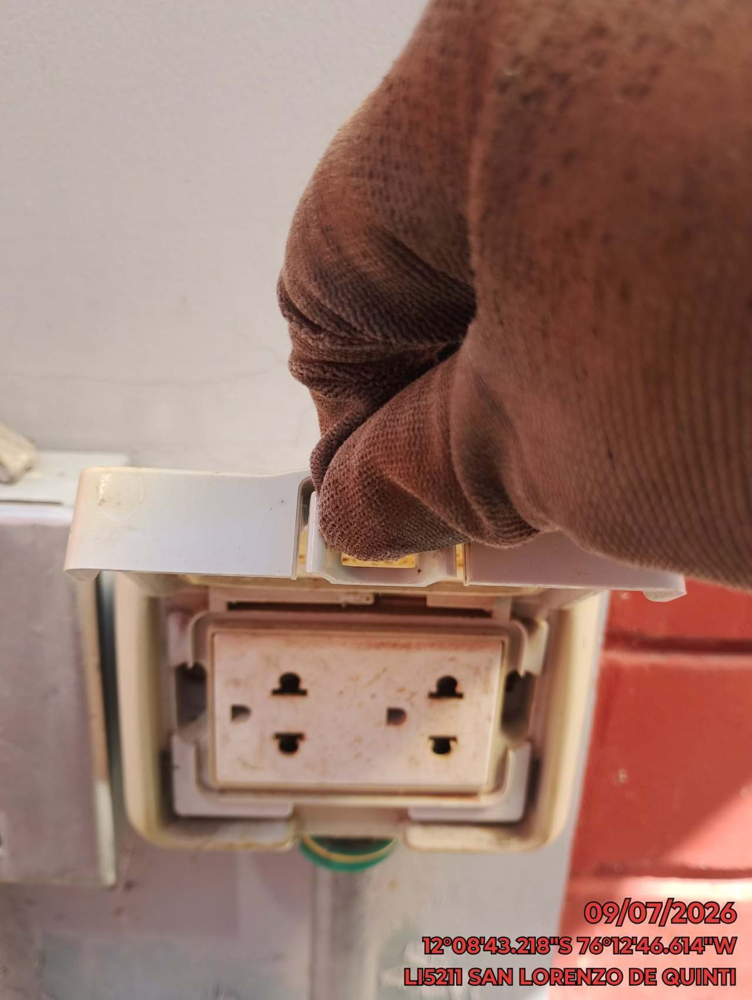 09/07/2026
12°08'43.218"S 76°12'46.614"W
LI5211 SAN LORENZO DE QUINTI